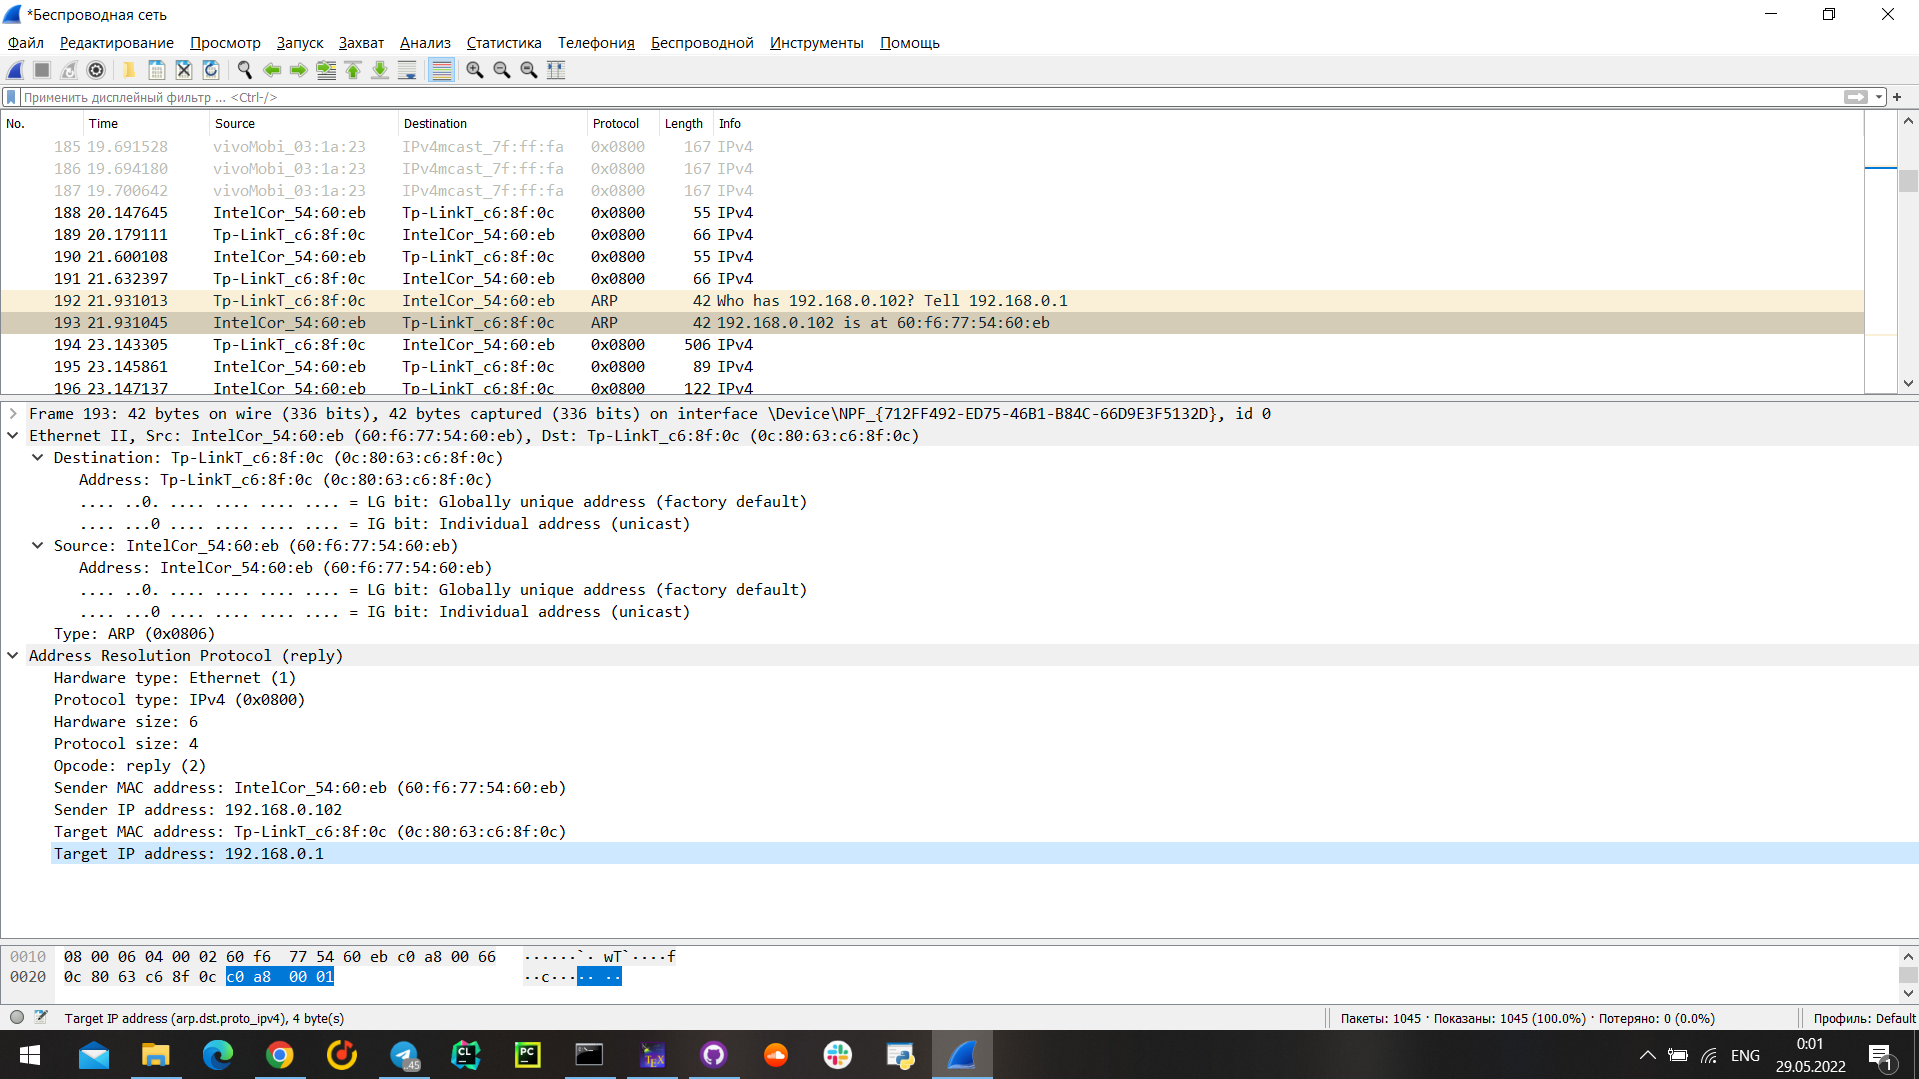 *Беспроводная сеть
Файл Редактирование Просмотр Запуск Захват Анализ Статистика Телефония Беспроводной Инструменты Помощь
Применить дисплейный фильтр ... <Ctrl-/>
No. Time Source Destination Protocol Length Info
185 19.691528 vivoMobi_03:1a:23 IPv4mcast_7f:ff:fa 0x0800 167 IPv4
186 19.694180 vivoMobi_03:1a:23 IPv4mcast_7f:ff:fa 0x0800 167 IPv4
187 19.700642 vivoMobi_03:1a:23 IPv4mcast_7f:ff:fa 0x0800 167 IPv4
188 20.147645 IntelCor_54:60:eb Tp-LinkT_c6:8f:0c 0x0800 55 IPv4
189 20.179111 Tp-LinkT_c6:8f:0c IntelCor_54:60:eb 0x0800 66 IPv4
190 21.600108 IntelCor_54:60:eb Tp-LinkT_c6:8f:0c 0x0800 55 IPv4
191 21.632397 Tp-LinkT_c6:8f:0c IntelCor_54:60:eb 0x0800 66 IPv4
192 21.931013 Tp-LinkT_c6:8f:0c IntelCor_54:60:eb ARP 42 Who has 192.168.0.102? Tell 192.168.0.1
193 21.931045 IntelCor_54:60:eb Tp-LinkT_c6:8f:0c ARP 42 192.168.0.102 is at 60:f6:77:54:60:eb
194 23.143305 Tp-LinkT_c6:8f:0c IntelCor_54:60:eb 0x0800 506 IPv4
195 23.145861 IntelCor_54:60:eb Tp-LinkT_c6:8f:0c 0x0800 89 IPv4
196 23.147137 IntelCor_54:60:eb Tp-LinkT_c6:8f:0c 0x0800 122 IPv4
Frame 193: 42 bytes on wire (336 bits), 42 bytes captured (336 bits) on interface \Device\NPF_{712FF492-ED75-46B1-B84C-66D9E3F5132D}, id 0
Ethernet II, Src: IntelCor_54:60:eb (60:f6:77:54:60:eb), Dst: Tp-LinkT_c6:8f:0c (0c:80:63:c6:8f:0c)
Destination: Tp-LinkT_c6:8f:0c (0c:80:63:c6:8f:0c)
Address: Tp-LinkT_c6:8f:0c (0c:80:63:c6:8f:0c)
.... ..0. .... .... .... .... = LG bit: Globally unique address (factory default)
.... ...0 .... .... .... .... = IG bit: Individual address (unicast)
Source: IntelCor_54:60:eb (60:f6:77:54:60:eb)
Address: IntelCor_54:60:eb (60:f6:77:54:60:eb)
.... ..0. .... .... .... .... = LG bit: Globally unique address (factory default)
.... ...0 .... .... .... .... = IG bit: Individual address (unicast)
Type: ARP (0x0806)
Address Resolution Protocol (reply)
Hardware type: Ethernet (1)
Protocol type: IPv4 (0x0800)
Hardware size: 6
Protocol size: 4
Opcode: reply (2)
Sender MAC address: IntelCor_54:60:eb (60:f6:77:54:60:eb)
Sender IP address: 192.168.0.102
Target MAC address: Tp-LinkT_c6:8f:0c (0c:80:63:c6:8f:0c)
Target IP address: 192.168.0.1
0010 08 00 06 04 00 02 60 f6 77 54 60 eb c0 a8 00 66 ······`· wT`····f
0020 0c 80 63 c6 8f 0c c0 a8 00 01 ··c····· ··
Target IP address (arp.dst.proto_ipv4), 4 byte(s) Пакеты: 1045 · Показаны: 1045 (100.0%) · Потеряно: 0 (0.0%) Профиль: Default
.45 CL PC TEX ENG 0:01
29.05.2022 1